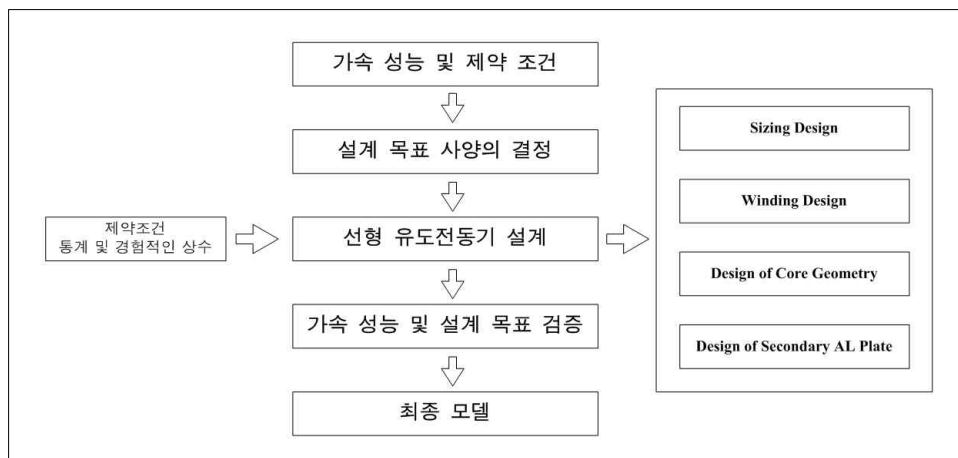 가속 성능 및 제약 조건
설계 목표 사양의 결정
제약조건
통계 및 경험적인 상수
선형 유도전동기 설계
가속 성능 및 설계 목표 검증
최종 모델
Sizing Design
Winding Design
Design of Core Geometry
Design of Secondary AL Plate